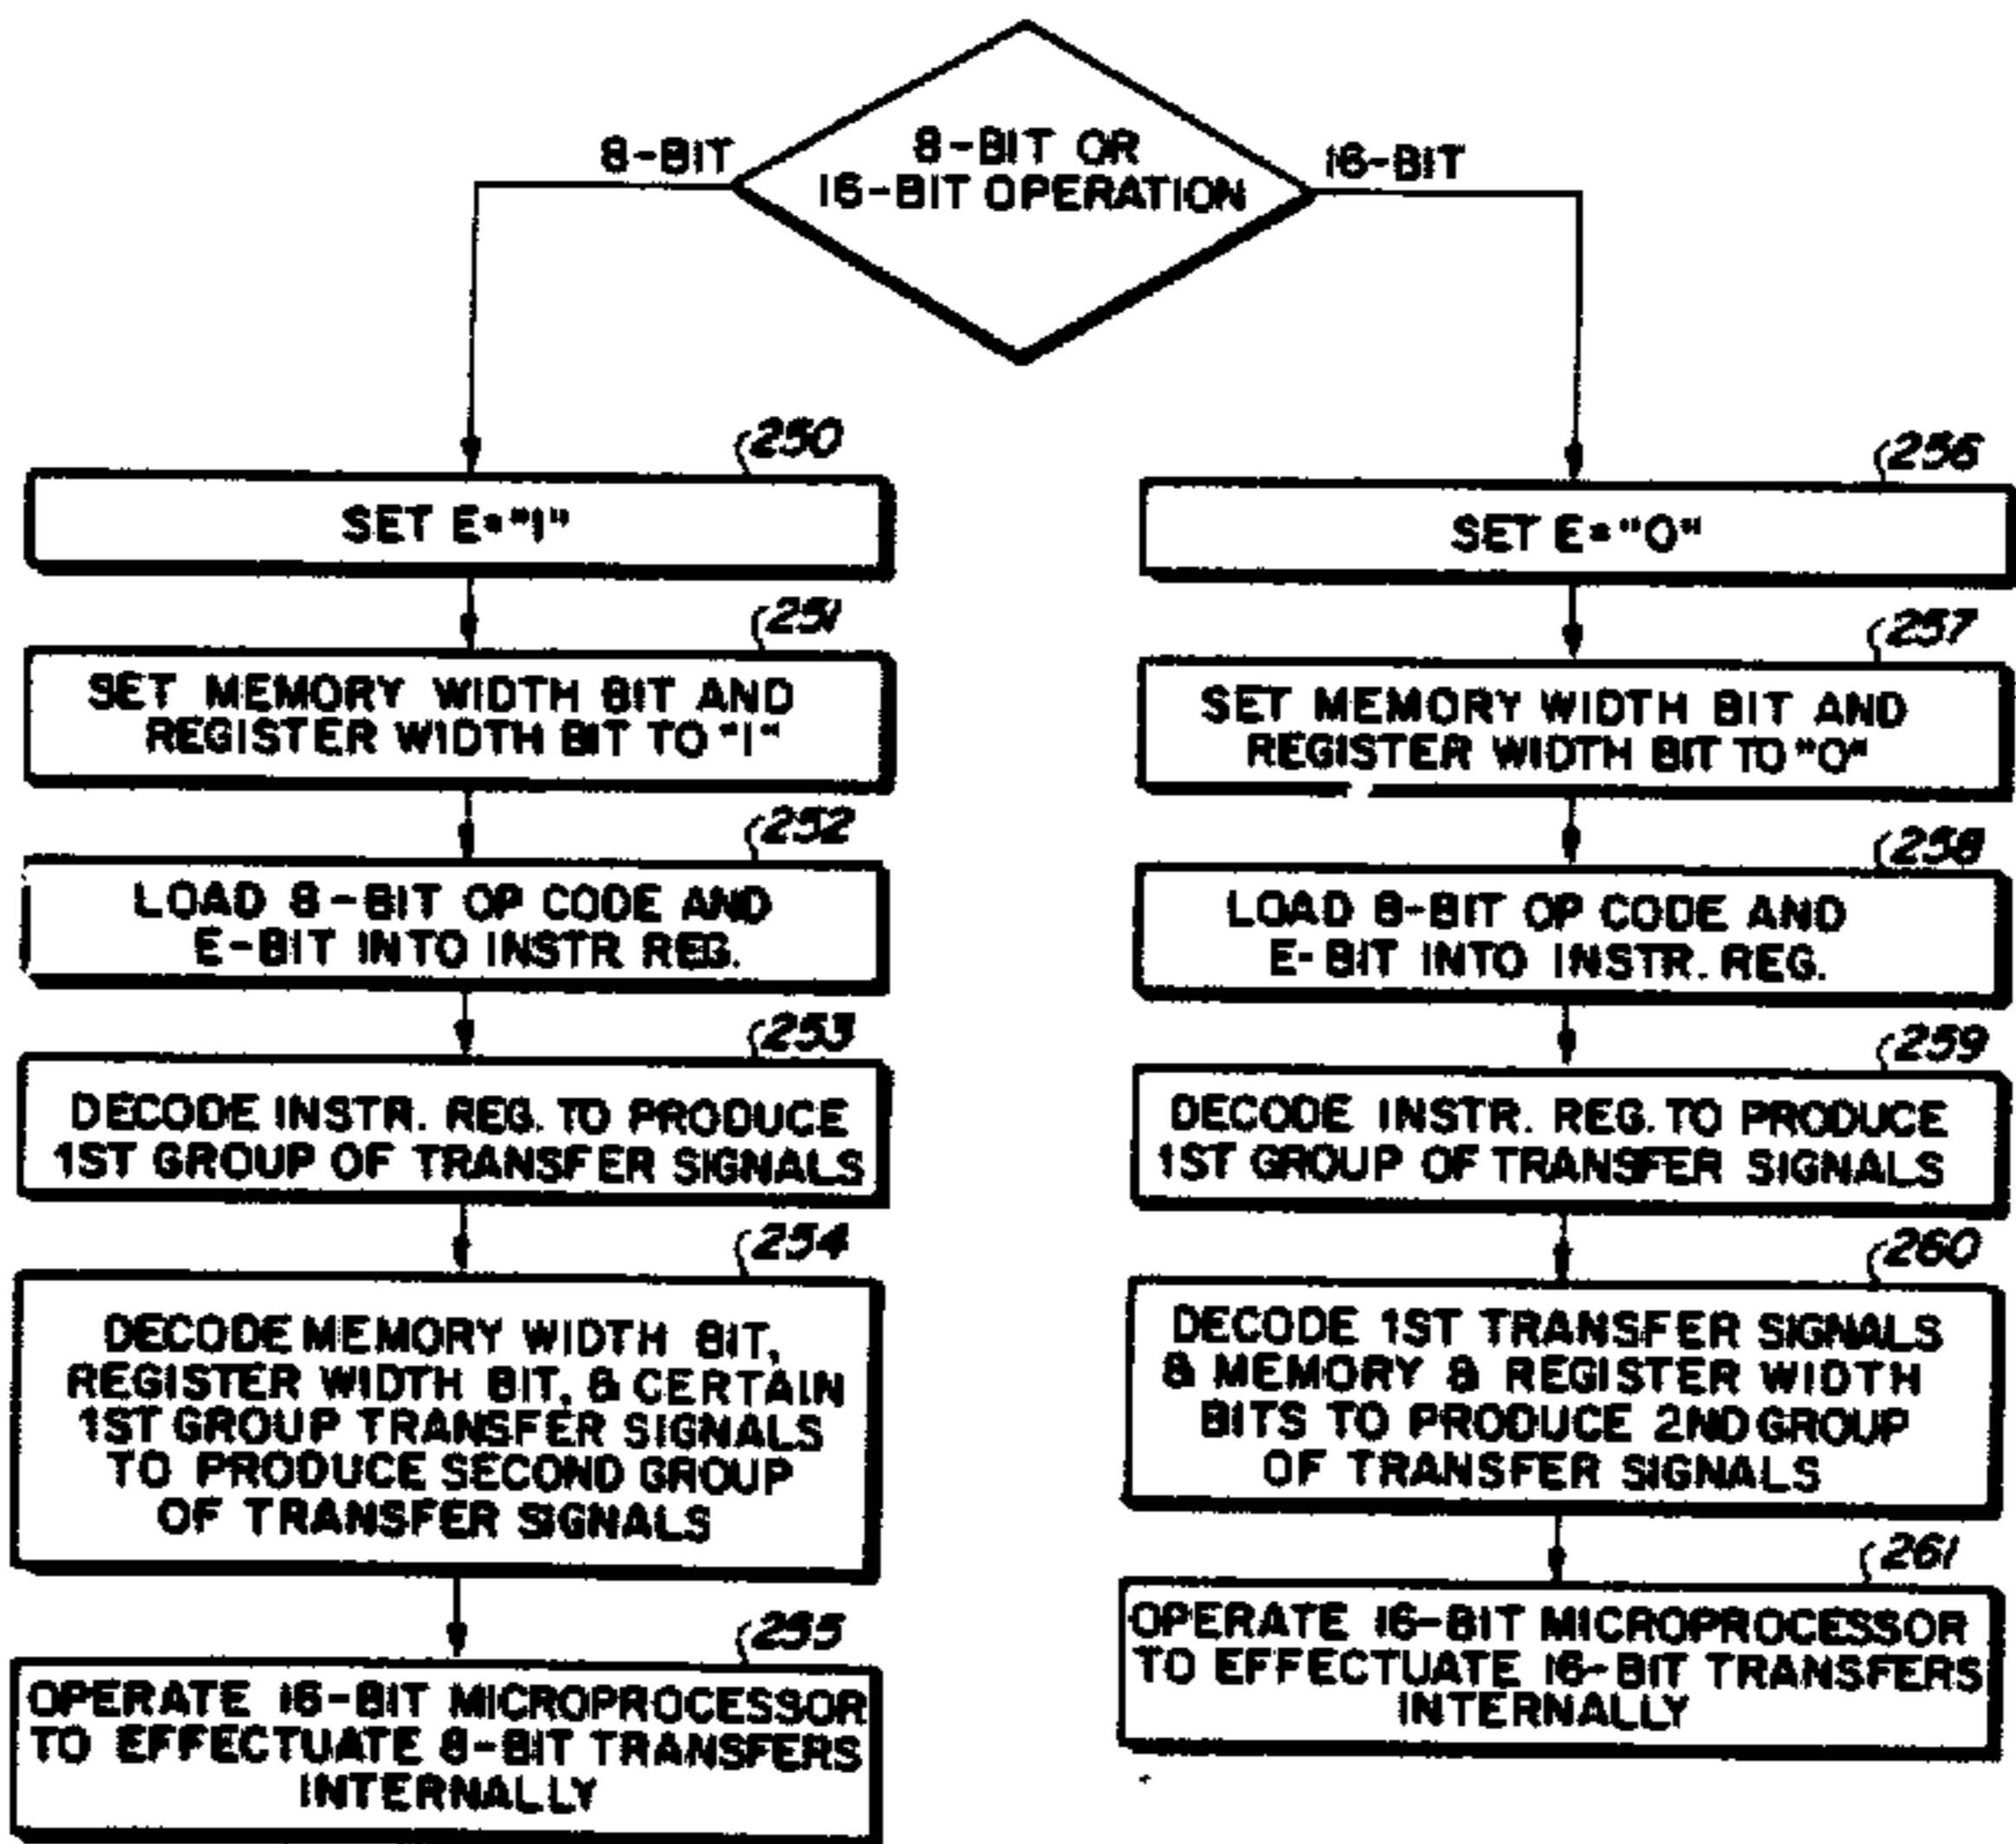 8-BIT OR
16-BIT OPERATION
8-BIT
16-BIT
250
SET E="1"
251
SET MEMORY WIDTH BIT AND
REGISTER WIDTH BIT TO "1"
252
LOAD 8-BIT OP CODE AND
E-BIT INTO INSTR REG.
253
DECODE INSTR. REG. TO PRODUCE
1ST GROUP OF TRANSFER SIGNALS
254
DECODE MEMORY WIDTH BIT,
REGISTER WIDTH BIT, & CERTAIN
1ST GROUP TRANSFER SIGNALS
TO PRODUCE SECOND GROUP
OF TRANSFER SIGNALS
255
OPERATE 16-BIT MICROPROCESSOR
TO EFFECTUATE 8-BIT TRANSFERS
INTERNALLY
256
SET E="0"
257
SET MEMORY WIDTH BIT AND
REGISTER WIDTH BIT TO "0"
258
LOAD 8-BIT OP CODE AND
E-BIT INTO INSTR. REG.
259
DECODE INSTR. REG. TO PRODUCE
1ST GROUP OF TRANSFER SIGNALS
260
DECODE 1ST TRANSFER SIGNALS
& MEMORY & REGISTER WIDTH
BITS TO PRODUCE 2ND GROUP
OF TRANSFER SIGNALS
261
OPERATE 16-BIT MICROPROCESSOR
TO EFFECTUATE 16-BIT TRANSFERS
INTERNALLY